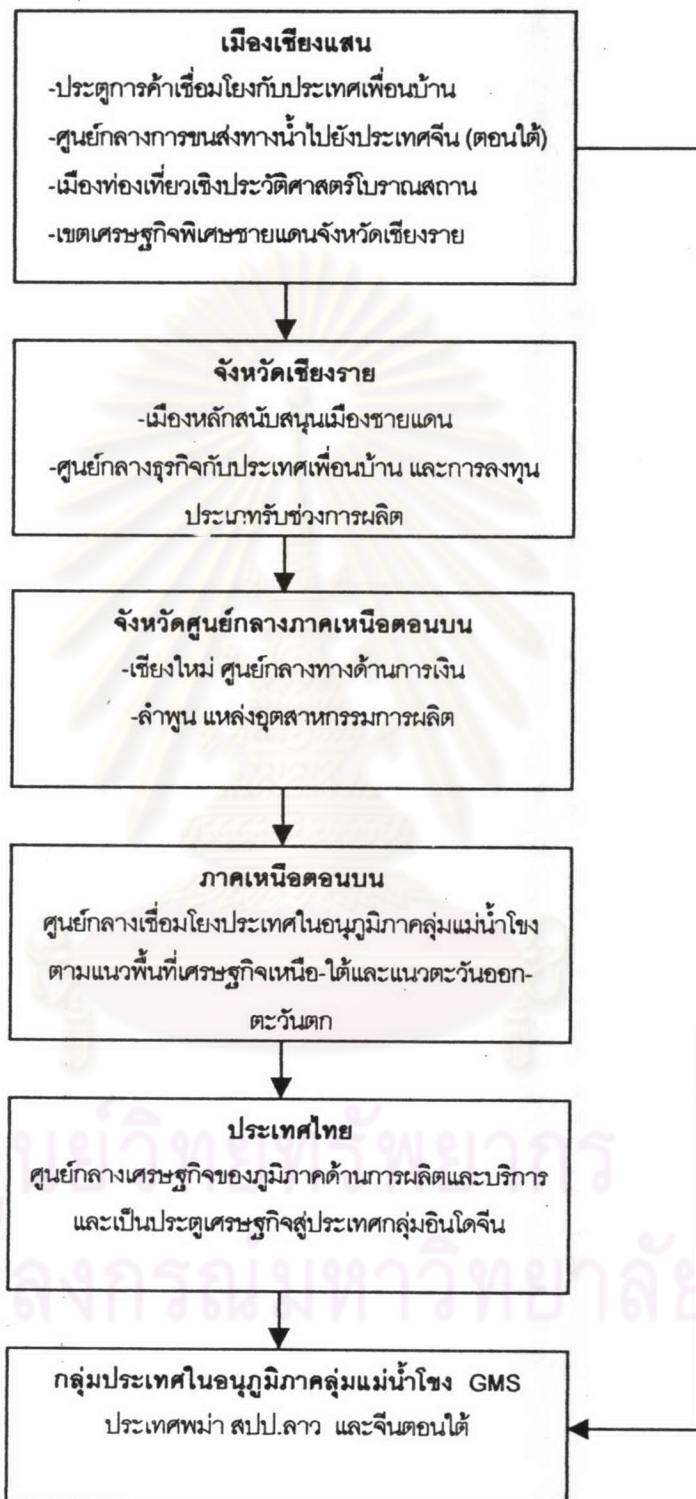 เมืองเชียงแสน
-ประตูการค้าเชื่อมโยงกับประเทศเพื่อนบ้าน
-ศูนย์กลางการขนส่งทางน้ำไปยังประเทศจีน (ตอนใต้)
-เมืองท่องเที่ยวเชิงประวัติศาสตร์โบราณสถาน
-เขตเศรษฐกิจพิเศษชายแดนจังหวัดเชียงราย
จังหวัดเชียงราย
-เมืองหลักสนับสนุนเมืองชายแดน
-ศูนย์กลางธุรกิจกับประเทศเพื่อนบ้าน และการลงทุน
ประเภทรับช่วงการผลิต
จังหวัดศูนย์กลางภาคเหนือตอนบน
-เชียงใหม่ ศูนย์กลางทางด้านการเงิน
-ลำพูน แหล่งอุตสาหกรรมการผลิต
ภาคเหนือตอนบน
ศูนย์กลางเชื่อมโยงประเทศในอนุภูมิภาคลุ่มแม่น้ำโขง
ตามแนวพื้นที่เศรษฐกิจเหนือ-ใต้และแนวตะวันออก-
ตะวันตก
ประเทศไทย
ศูนย์กลางเศรษฐกิจของภูมิภาคด้านการผลิตและบริการ
และเป็นประตูเศรษฐกิจสู่ประเทศกลุ่มอินโดจีน
กลุ่มประเทศในอนุภูมิภาคลุ่มแม่น้ำโขง GMS
ประเทศพม่า สปป.ลาว และจีนตอนใต้